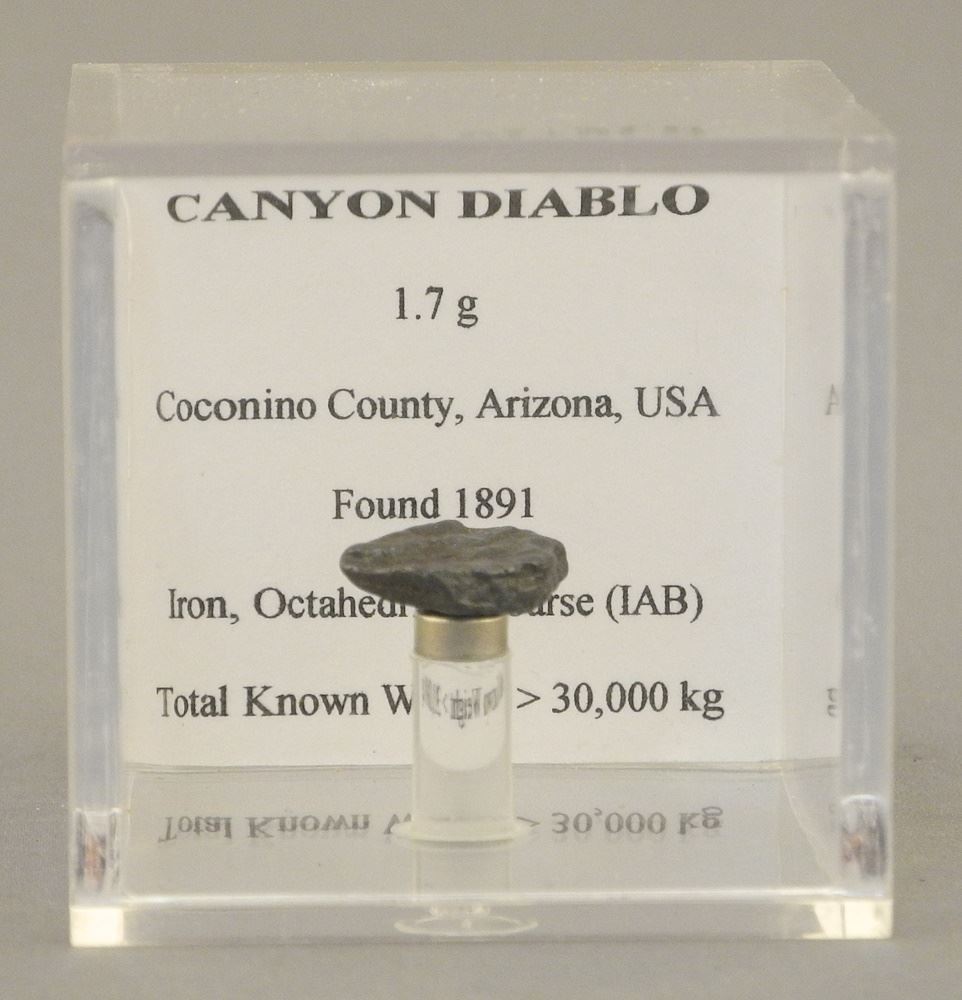 CANYON DIABLO
1.7 g
Coconino County, Arizona, USA
Found 1891
Iron, (IAB)
Total Known > 30,000 kg